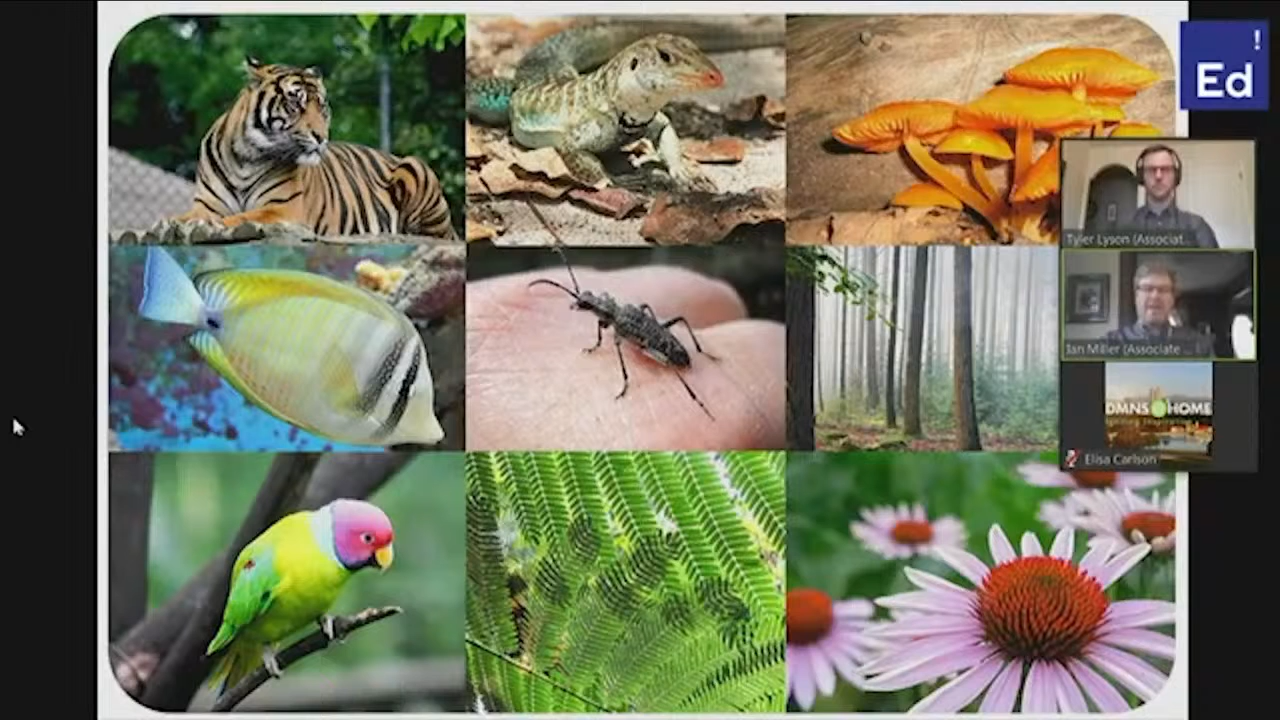 !
Ed
Tyler Lyson (Associat...
Ian Miller (Associate ...
DMNS@HOME
Elisa Carlson